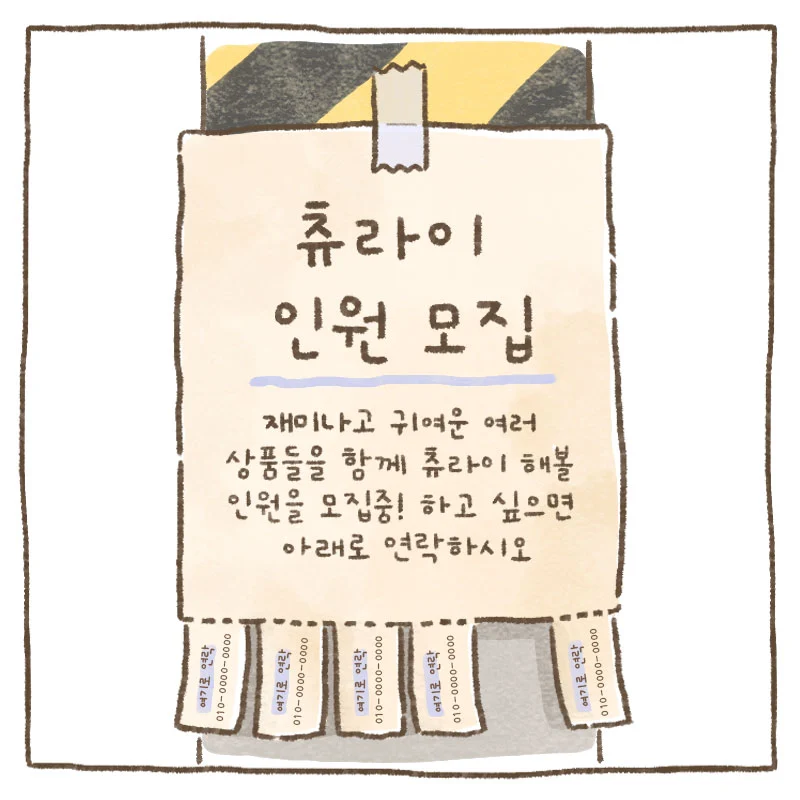 츄라이
인원 모집
재미나고 귀여운 여러
상품들을 함께 츄라이 해볼
인원을 모집중! 하고 싶으면
아래로 연락하시오
여기로 연락
010-0000-0000
여기로 연락
010-0000-0000
여기로 연락
010-0000-0000
여기로 연락
010-0000-0000
여기로 연락
010-0000-0000